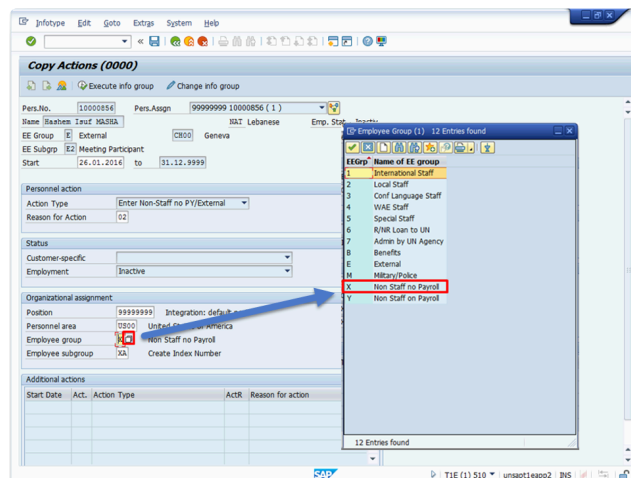 Infotype Edit Goto Extras System Help
Copy Actions (0000)
Execute info group Change info group
Pers.No. 10000856 Pers.Assgn 99999999 10000856 ( 1 )
Name Hashem Isuf MASHA NAT Lebanese Emp. Stat Inactiv
EE Group E External CH00 Geneva
EE Subgrp E2 Meeting Participant
Start 26.01.2016 to 31.12.9999
Personnel action
Action Type Enter Non-Staff no PY/External
Reason for Action 02
Status
Customer-specific
Employment Inactive
Organizational assignment
Position 99999999 Integration: default
Personnel area US00 United States of America
Employee group X Non Staff no Payroll
Employee subgroup XA Create Index Number
Additional actions
Start Date Act. Action Type ActR Reason for action
Employee Group (1) 12 Entries found
EEGrp Name of EE group
1 International Staff
2 Local Staff
3 Conf Language Staff
4 WAE Staff
5 Special Staff
6 R/NR Loan to UN
7 Admin by UN Agency
B Benefits
E External
M Military/Police
X Non Staff no Payroll
Y Non Staff on Payroll
12 Entries found
SAP T1E (1) 510 unsapt1eapp2 INS